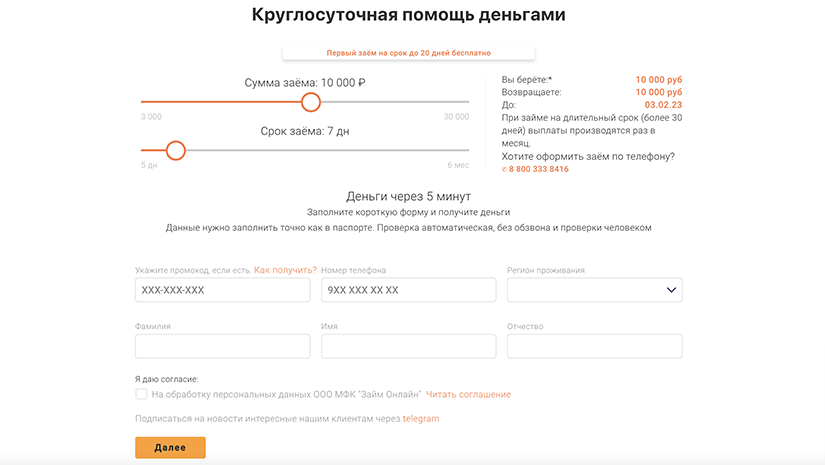 Круглосуточная помощь деньгами
Первый заём на срок до 20 дней бесплатно
Сумма заёма: 10 000 ₽
3 000
30 000
Срок заёма: 7 дн
5 дн
6 мес
Вы берёте:* 10 000 руб
Возвращаете: 10 000 руб
До: 03.02.23
При займе на длительный срок (более 30
дней) выплаты производятся раз в
месяц.
Хотите оформить заём по телефону?
✆ 8 800 333 8416
Деньги через 5 минут
Заполните короткую форму и получите деньги
Данные нужно заполнить точно как в паспорте. Проверка автоматическая, без обзвона и проверки человеком
Укажите промокод, если есть. Как получить?
XXX-XXX-XXX
Номер телефона
9XX XXX XX XX
Регион проживания
Фамилия
Имя
Отчество
Я даю согласие:
На обработку персональных данных ООО МФК "Займ Онлайн" Читать соглашение
Подписаться на новости интересные нашим клиентам через telegram
Далее